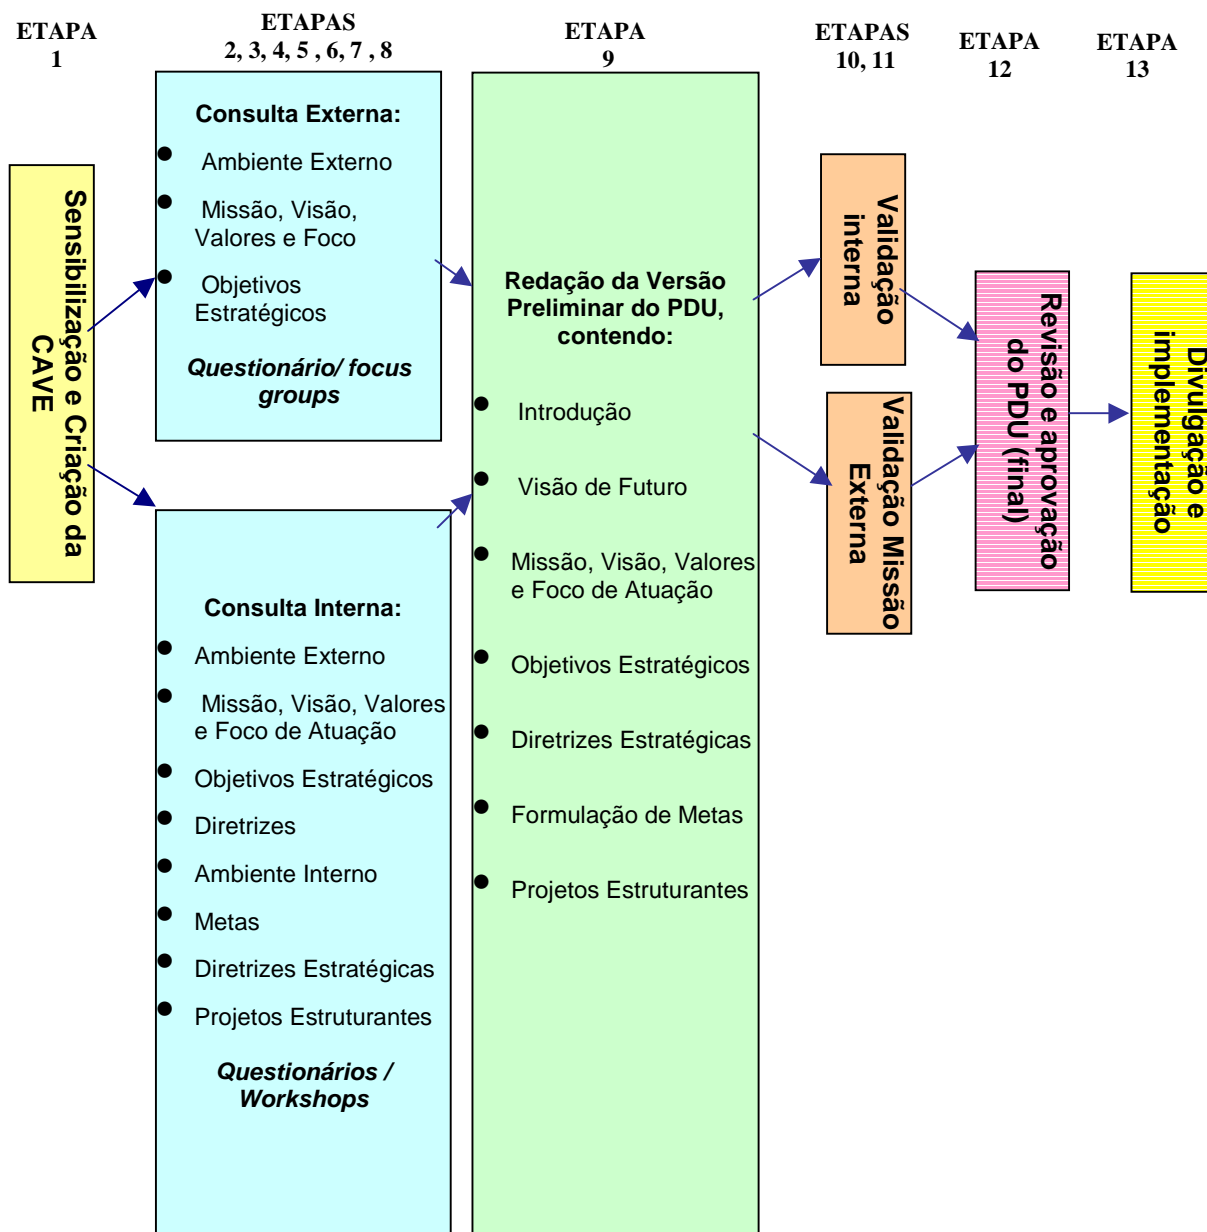 ETAPA
1
ETAPAS
2, 3, 4, 5 , 6, 7 , 8
ETAPA
9
ETAPAS
10, 11
ETAPA
12
ETAPA
13
Sensibilização e Criação da
CAVE
Consulta Externa:
Ambiente Externo
Missão, Visão,
Valores e Foco
Objetivos
Estratégicos
Questionário/ focus
groups
Consulta Interna:
Ambiente Externo
Missão, Visão, Valores
e Foco de Atuação
Objetivos Estratégicos
Diretrizes
Ambiente Interno
Metas
Diretrizes Estratégicas
Projetos Estruturantes
Questionários /
Workshops
Redação da Versão
Preliminar do PDU,
contendo:
Introdução
Visão de Futuro
Missão, Visão, Valores
e Foco de Atuação
Objetivos Estratégicos
Diretrizes Estratégicas
Formulação de Metas
Projetos Estruturantes
Validação
interna
Validação Missão
Externa
Revisão e aprovação
do PDU (final)
Divulgação e
implementação